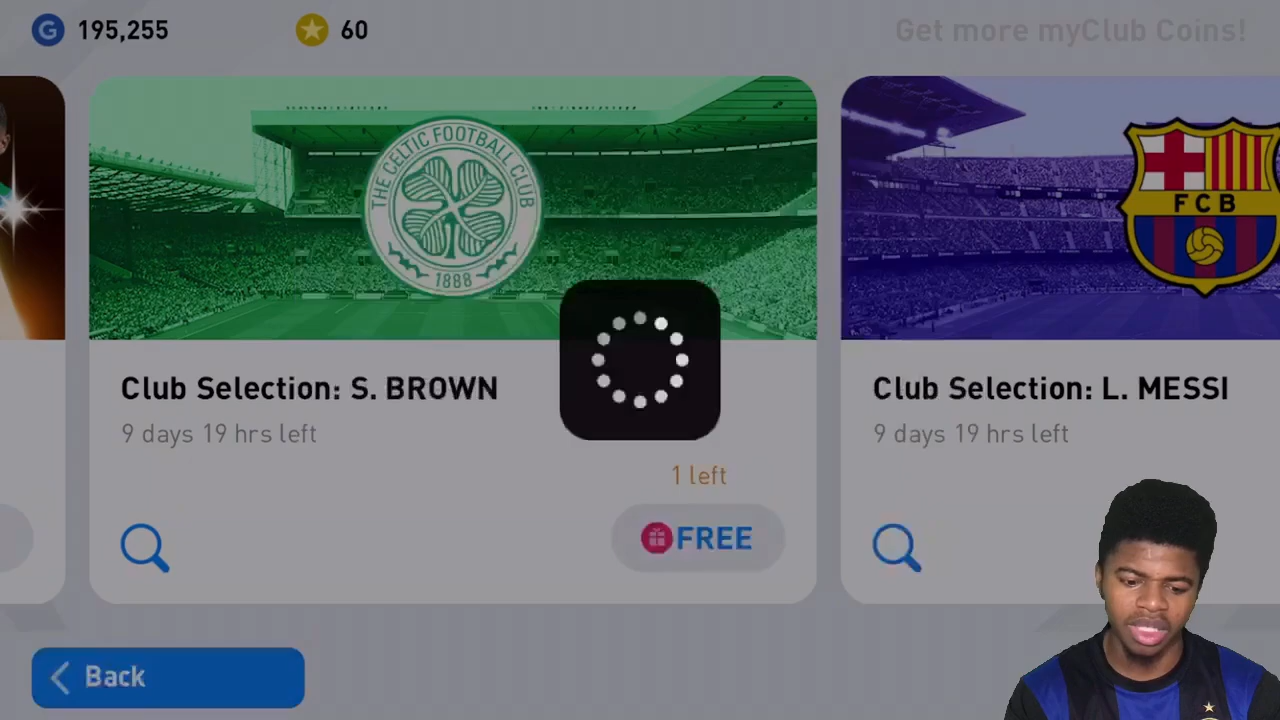 G 195,255
60
Get more myClub Coins!
THE CELTIC FOOTBALL CLUB
1888
FCB
Club Selection: S. BROWN
9 days 19 hrs left
1 left
FREE
Club Selection: L. MESSI
9 days 19 hrs left
Back